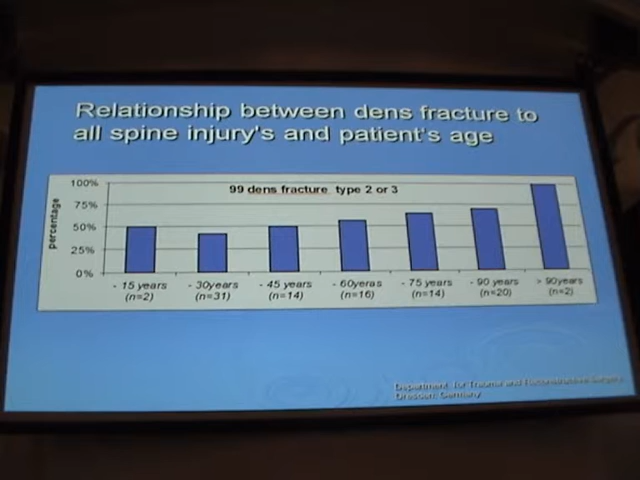 Relationship between dens fracture to
all spine injury's and patient's age
99 dens fracture type 2 or 3
percentage
100%
75%
50%
25%
0%
- 15 years - 30years - 45 years - 60yeras - 75 years - 90 years > 90years
(n=2) (n=31) (n=14) (n=16) (n=14) (n=20) (n=2)
Department for Trauma and Reconstructive Surgery
Dresden, Germany